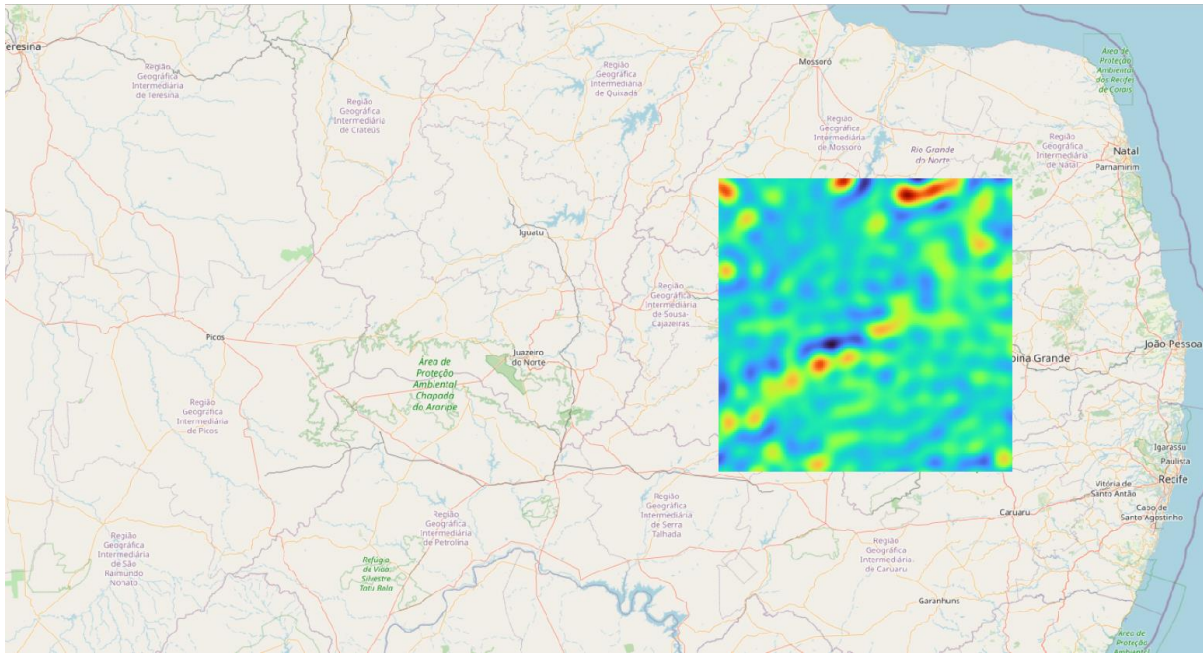 eresina
Região
Geográfica
Intermediária
de Teresina
Região
Geográfica
Intermediária
de Crateús
Região
Geográfica
Intermediária
de Quixadá
Mossoró
Região
Geográfica
Intermediária
de Mossoró
Rio Grande
do Norte
Região
Geográfica
Intermediária
de Natal
Área de
Proteção
Ambiental
dos Recifes
de Corais
Natal
Parnamirim
Iguatu
Região
Geográfica
Intermediária
de Sousa-
Cajazeiras
Picos
Juazeiro
do Norte
Área de
Proteção
Ambiental
Chapada
do Araripe
Região
Geográfica
Intermediária
de Picos
pina Grande
João Pessoa
Igarassu
Paulista
Recife
Vitória de
Santo Antão
Cabo de
Santo Agostinho
Caruaru
Região
Geográfica
Intermediária
de São
Raimundo
Nonato
Região
Geográfica
Intermediária
de Petrolina
Região
Geográfica
Intermediária
de Serra
Talhada
Região
Geográfica
Intermediária
de Caruaru
Refúgio
de Vida
Silvestre
Tatu Bola
Garanhuns
Área de
Proteção
Ambiental